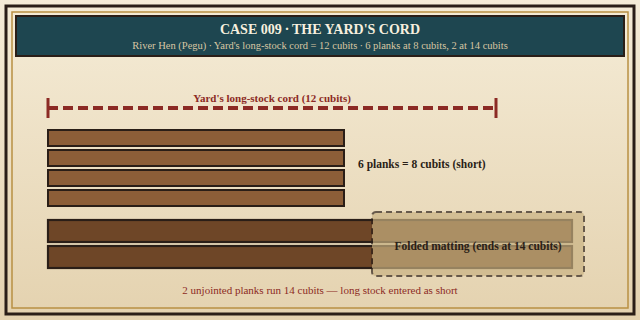 CASE 009 · THE YARD'S CORD
River Hen (Pegu) · Yard's long-stock cord = 12 cubits · 6 planks at 8 cubits, 2 at 14 cubits
Yard's long-stock cord (12 cubits)
6 planks = 8 cubits (short)
Folded matting (ends at 14 cubits)
2 unjointed planks run 14 cubits — long stock entered as short